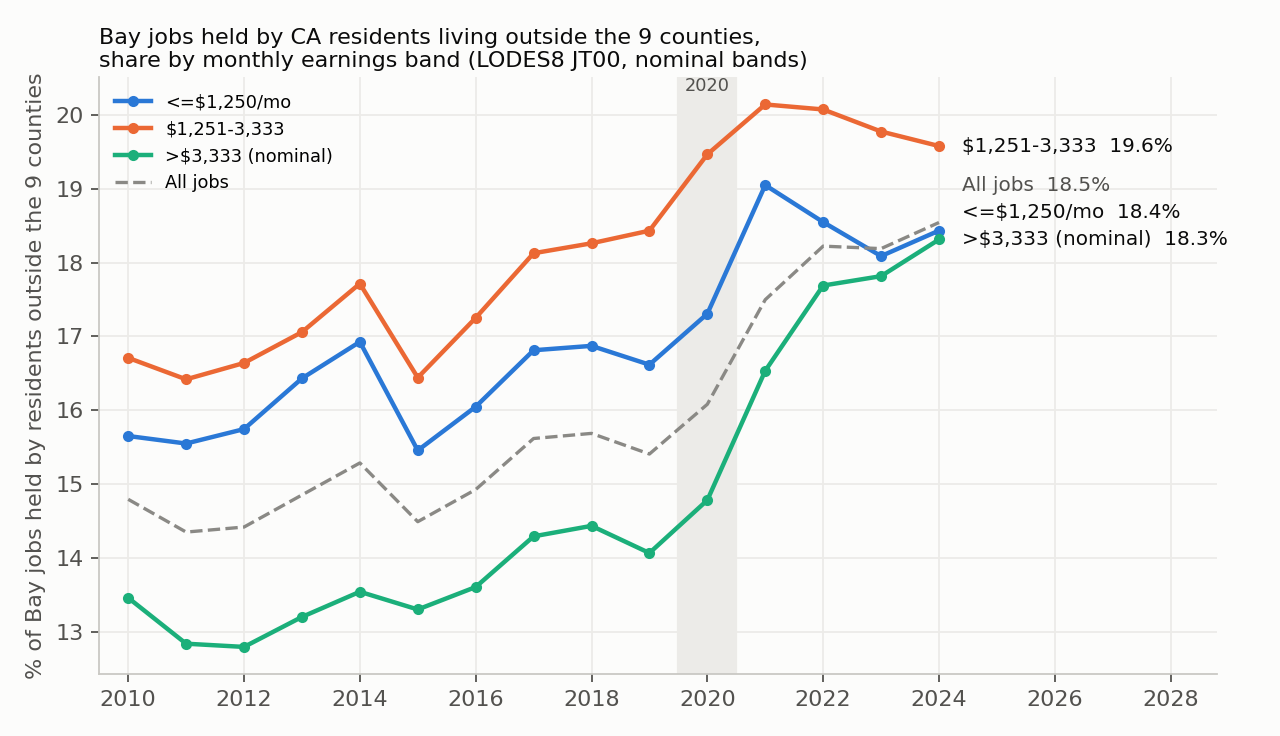 Bay jobs held by CA residents living outside the 9 counties,
share by monthly earnings band (LODES8 JT00, nominal bands)
% of Bay jobs held by residents outside the 9 counties
2020
<=$1,250/mo
$1,251-3,333
>$3,333 (nominal)
All jobs
20
19
18
17
16
15
14
13
$1,251-3,333  19.6%
All jobs  18.5%
<=$1,250/mo  18.4%
>$3,333 (nominal)  18.3%
2010 2012 2014 2016 2018 2020 2022 2024 2026 2028